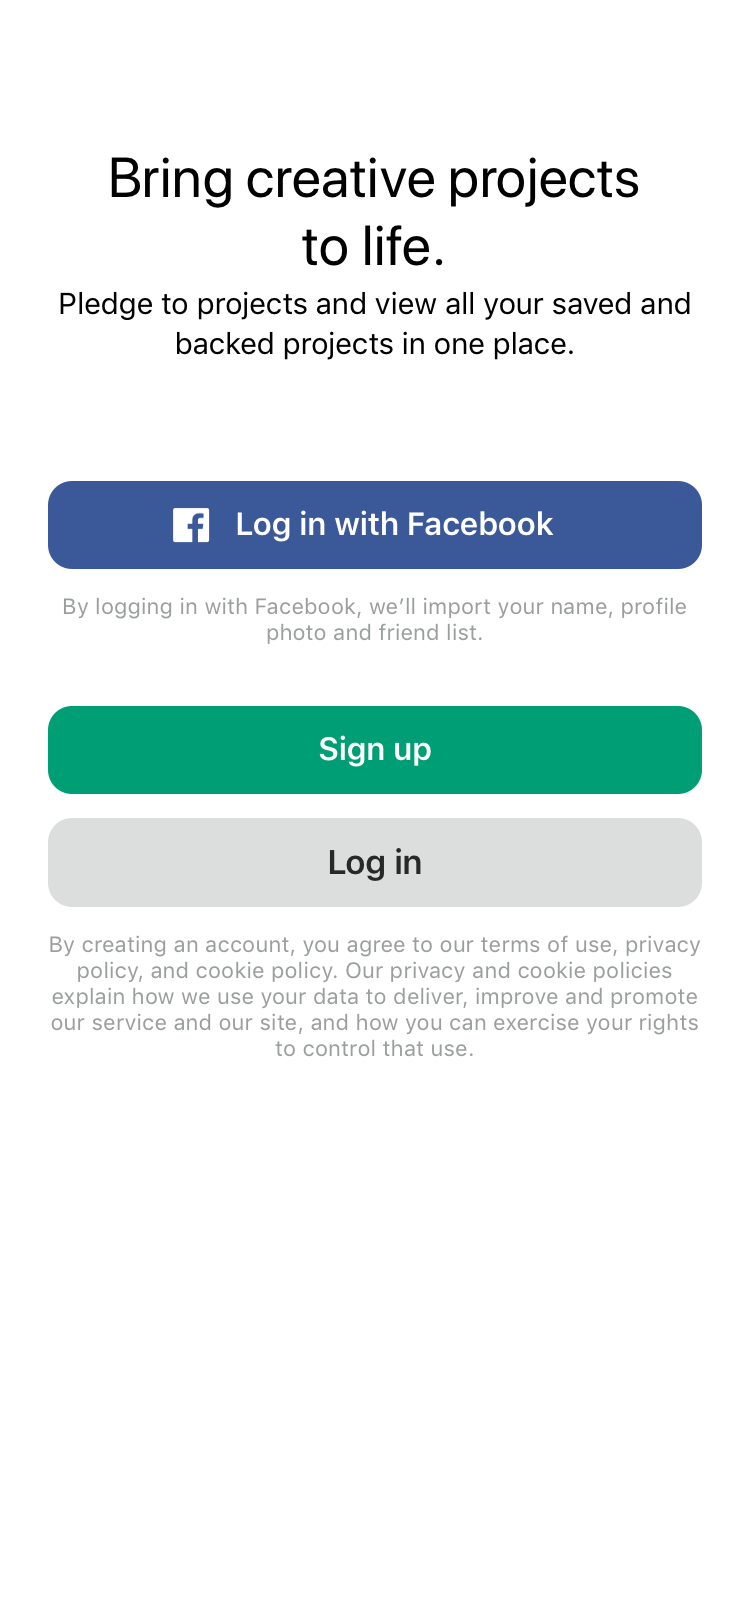 Bring creative projects
to life.
Pledge to projects and view all your saved and
backed projects in one place.
Log in with Facebook
By logging in with Facebook, we’ll import your name, profile
photo and friend list.
Sign up
Log in
By creating an account, you agree to our terms of use, privacy
policy, and cookie policy. Our privacy and cookie policies
explain how we use your data to deliver, improve and promote
our service and our site, and how you can exercise your rights
to control that use.